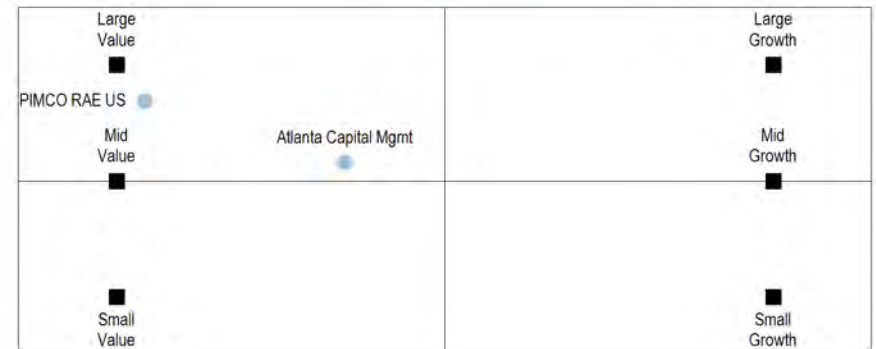 Large
Value
Large
Growth
PIMCO RAE US
Mid
Value
Atlanta Capital Mgmt
Mid
Growth
Small
Value
Small
Growth